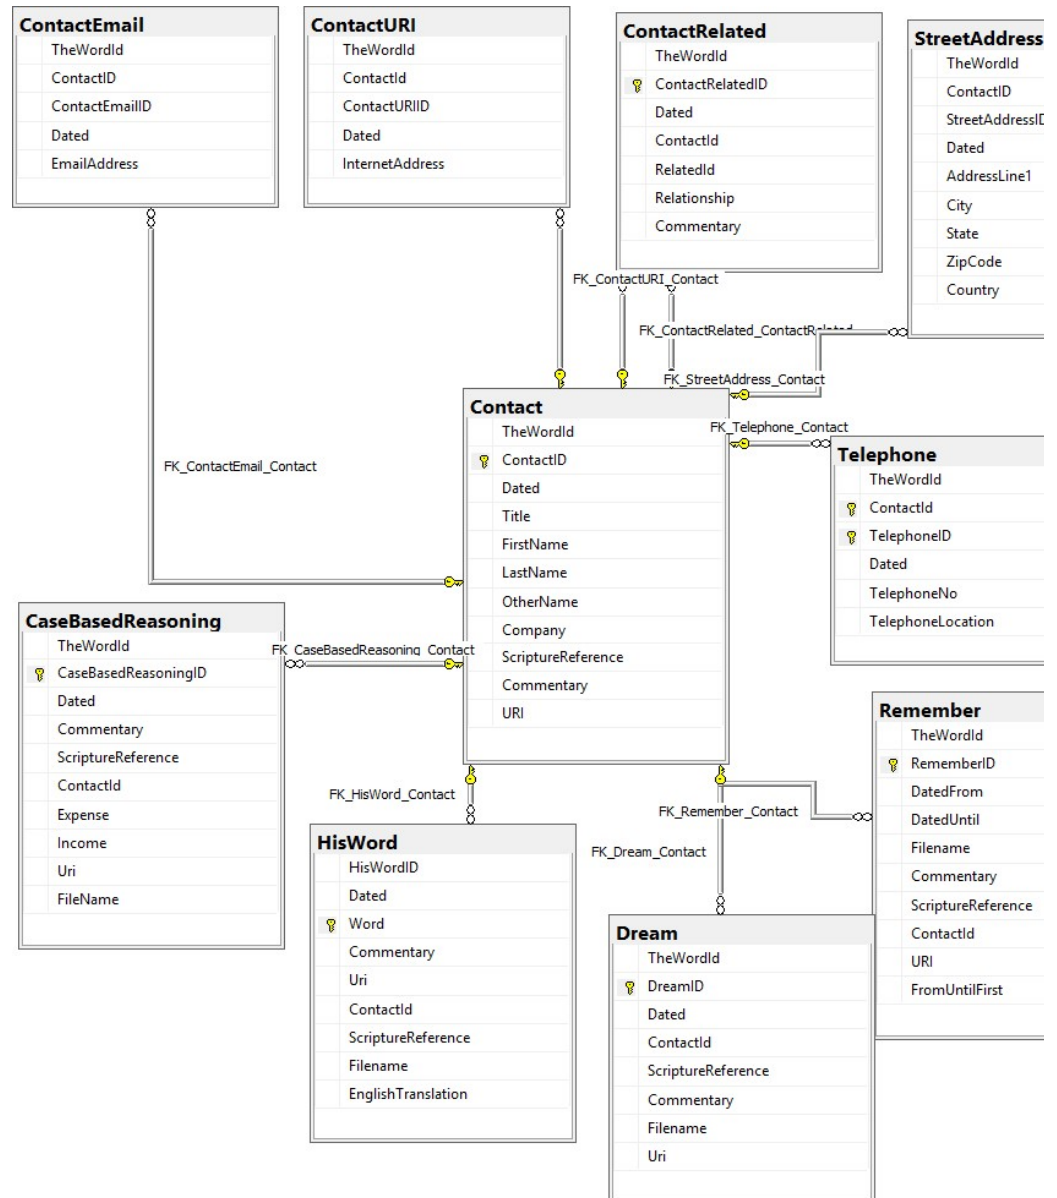 ContactEmail
TheWordId
ContactID
ContactEmailID
Dated
EmailAddress
ContactURI
TheWordId
ContactId
ContactURIID
Dated
InternetAddress
ContactRelated
TheWordId
ContactRelatedID
Dated
ContactId
RelatedId
Relationship
Commentary
StreetAddress
TheWordId
ContactID
StreetAddressID
Dated
AddressLine1
City
State
ZipCode
Country
FK_ContactURI_Contact
FK_ContactRelated_ContactRelated
FK_StreetAddress_Contact
FK_Telephone_Contact
FK_ContactEmail_Contact
Contact
TheWordId
ContactID
Dated
Title
FirstName
LastName
OtherName
Company
ScriptureReference
Commentary
URI
Telephone
TheWordId
ContactId
TelephoneID
Dated
TelephoneNo
TelephoneLocation
CaseBasedReasoning
TheWordId
CaseBasedReasoningID
Dated
Commentary
ScriptureReference
ContactId
Expense
Income
Uri
FileName
FK_CaseBasedReasoning_Contact
FK_HisWord_Contact
FK_Remember_Contact
FK_Dream_Contact
Remember
TheWordId
RememberID
DatedFrom
DatedUntil
Filename
Commentary
ScriptureReference
ContactId
URI
FromUntilFirst
HisWord
HisWordID
Dated
Word
Commentary
Uri
ContactId
ScriptureReference
Filename
EnglishTranslation
Dream
TheWordId
DreamID
Dated
ContactId
ScriptureReference
Commentary
Filename
Uri